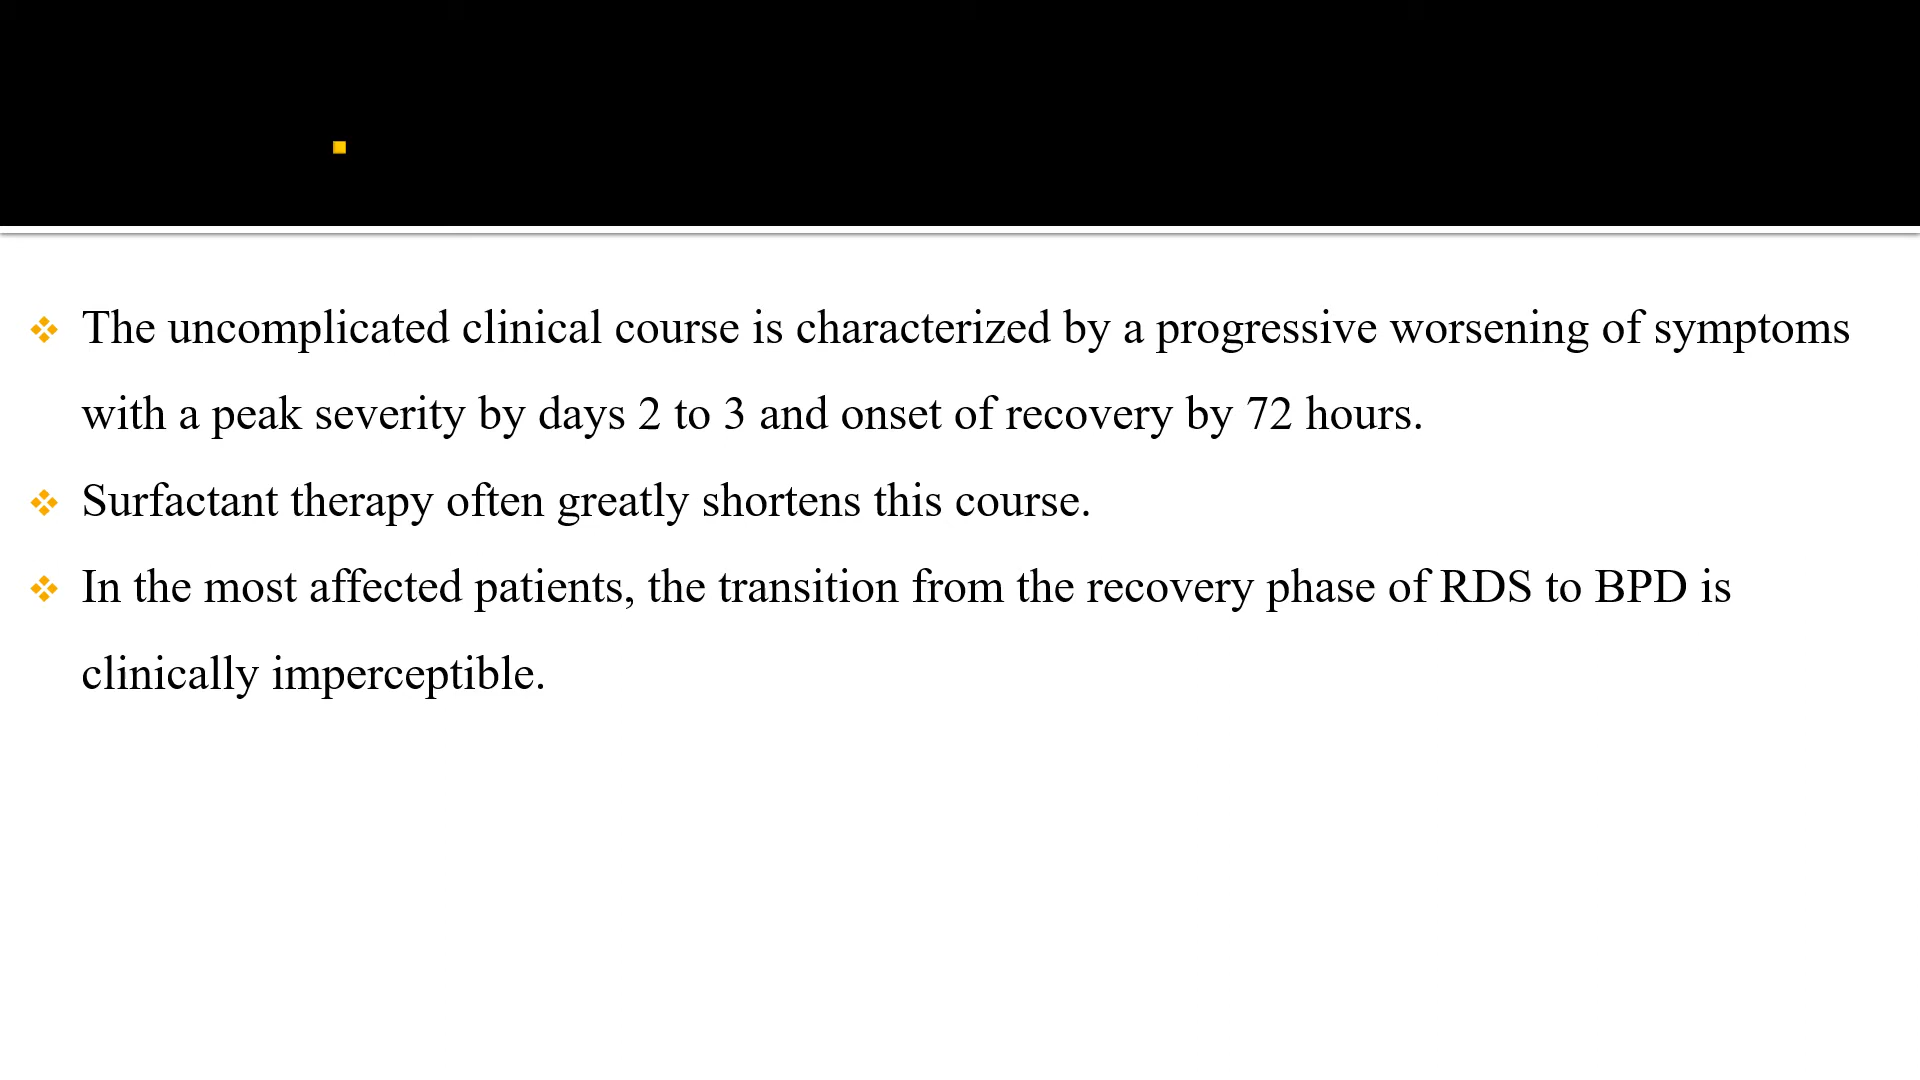 .
❖ The uncomplicated clinical course is characterized by a progressive worsening of symptoms
with a peak severity by days 2 to 3 and onset of recovery by 72 hours.
❖ Surfactant therapy often greatly shortens this course.
❖ In the most affected patients, the transition from the recovery phase of RDS to BPD is
clinically imperceptible.